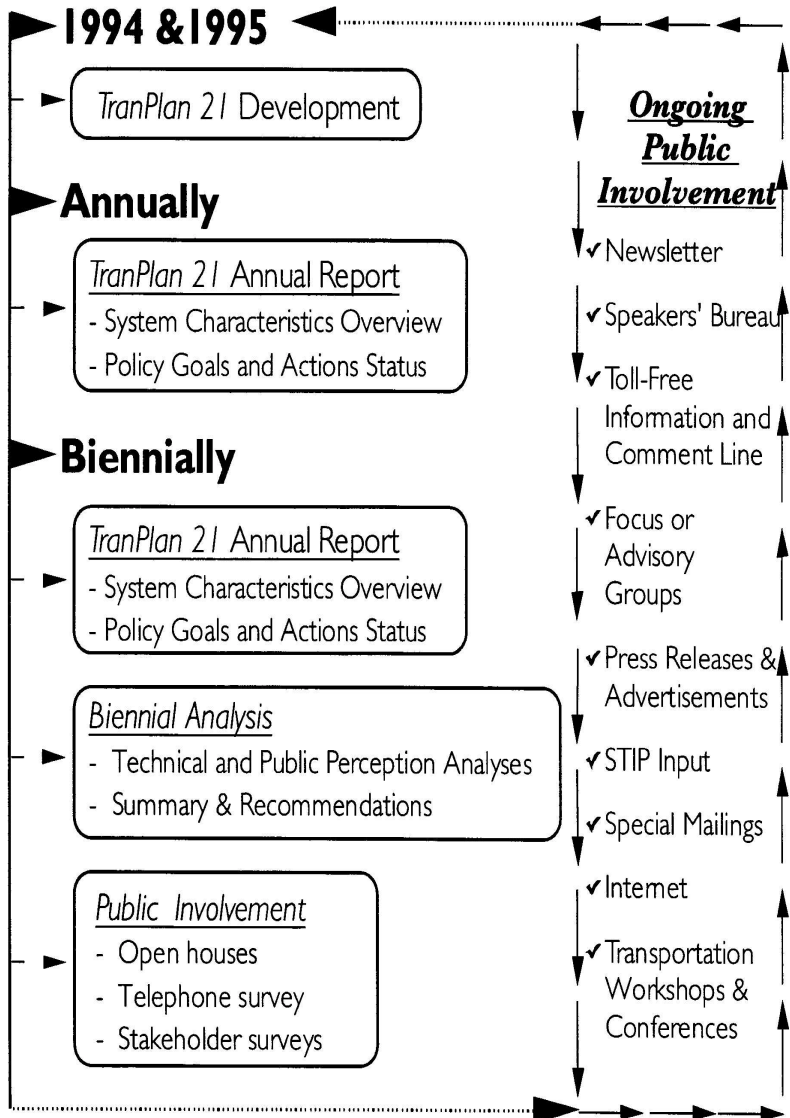 1994 &1995
TranPlan 21 Development
Annually
TranPlan 21 Annual Report
- System Characteristics Overview
- Policy Goals and Actions Status
Biennially
TranPlan 21 Annual Report
- System Characteristics Overview
- Policy Goals and Actions Status
Biennial Analysis
- Technical and Public Perception Analyses
- Summary & Recommendations
Public Involvement
- Open houses
- Telephone survey
- Stakeholder surveys
Ongoing
Public
Involvement
✓ Newsletter
✓ Speakers' Bureau
✓ Toll-Free
Information and
Comment Line
✓ Focus or
Advisory
Groups
✓ Press Releases &
Advertisements
✓ STIP Input
✓ Special Mailings
✓ Internet
✓ Transportation
Workshops &
Conferences